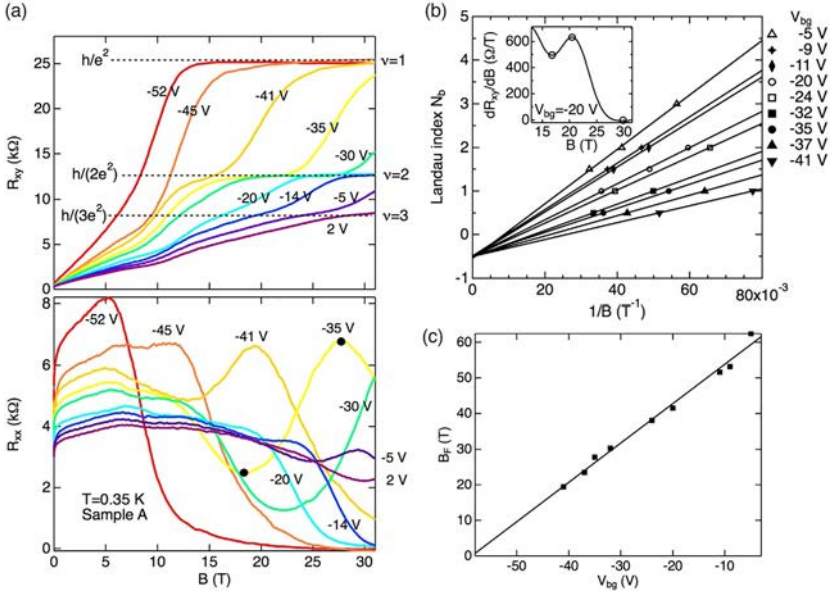 (a)
h/e²
ν=1
25
-52 V
-45 V
-41 V
-35 V
20
Rxy (kΩ)
15
-30 V
h/(2e²)
ν=2
10
-20 V
-14 V
-5 V
h/(3e²)
ν=3
5
2 V
0
8
-52 V
-45 V
-41 V
-35 V
6
Rxx (kΩ)
4
-30 V
-5 V
2
T=0.35 K
Sample A
-20 V
2 V
-14 V
0
0 5 10 15 20 25 30
B (T)
(b)
5
4
3
2
1
0
-1
Landau index Nb
600
400
200
0
dRxy/dB (Ω/T)
Vbg=-20 V
15 20 25 30
B (T)
0 20 40 60 80×10⁻³
1/B (T⁻¹)
Vbg
-5 V
-9 V
-11 V
-20 V
-24 V
-32 V
-35 V
-37 V
-41 V
(c)
60
50
40
30
20
10
0
BF (T)
-50 -40 -30 -20 -10
Vbg (V)